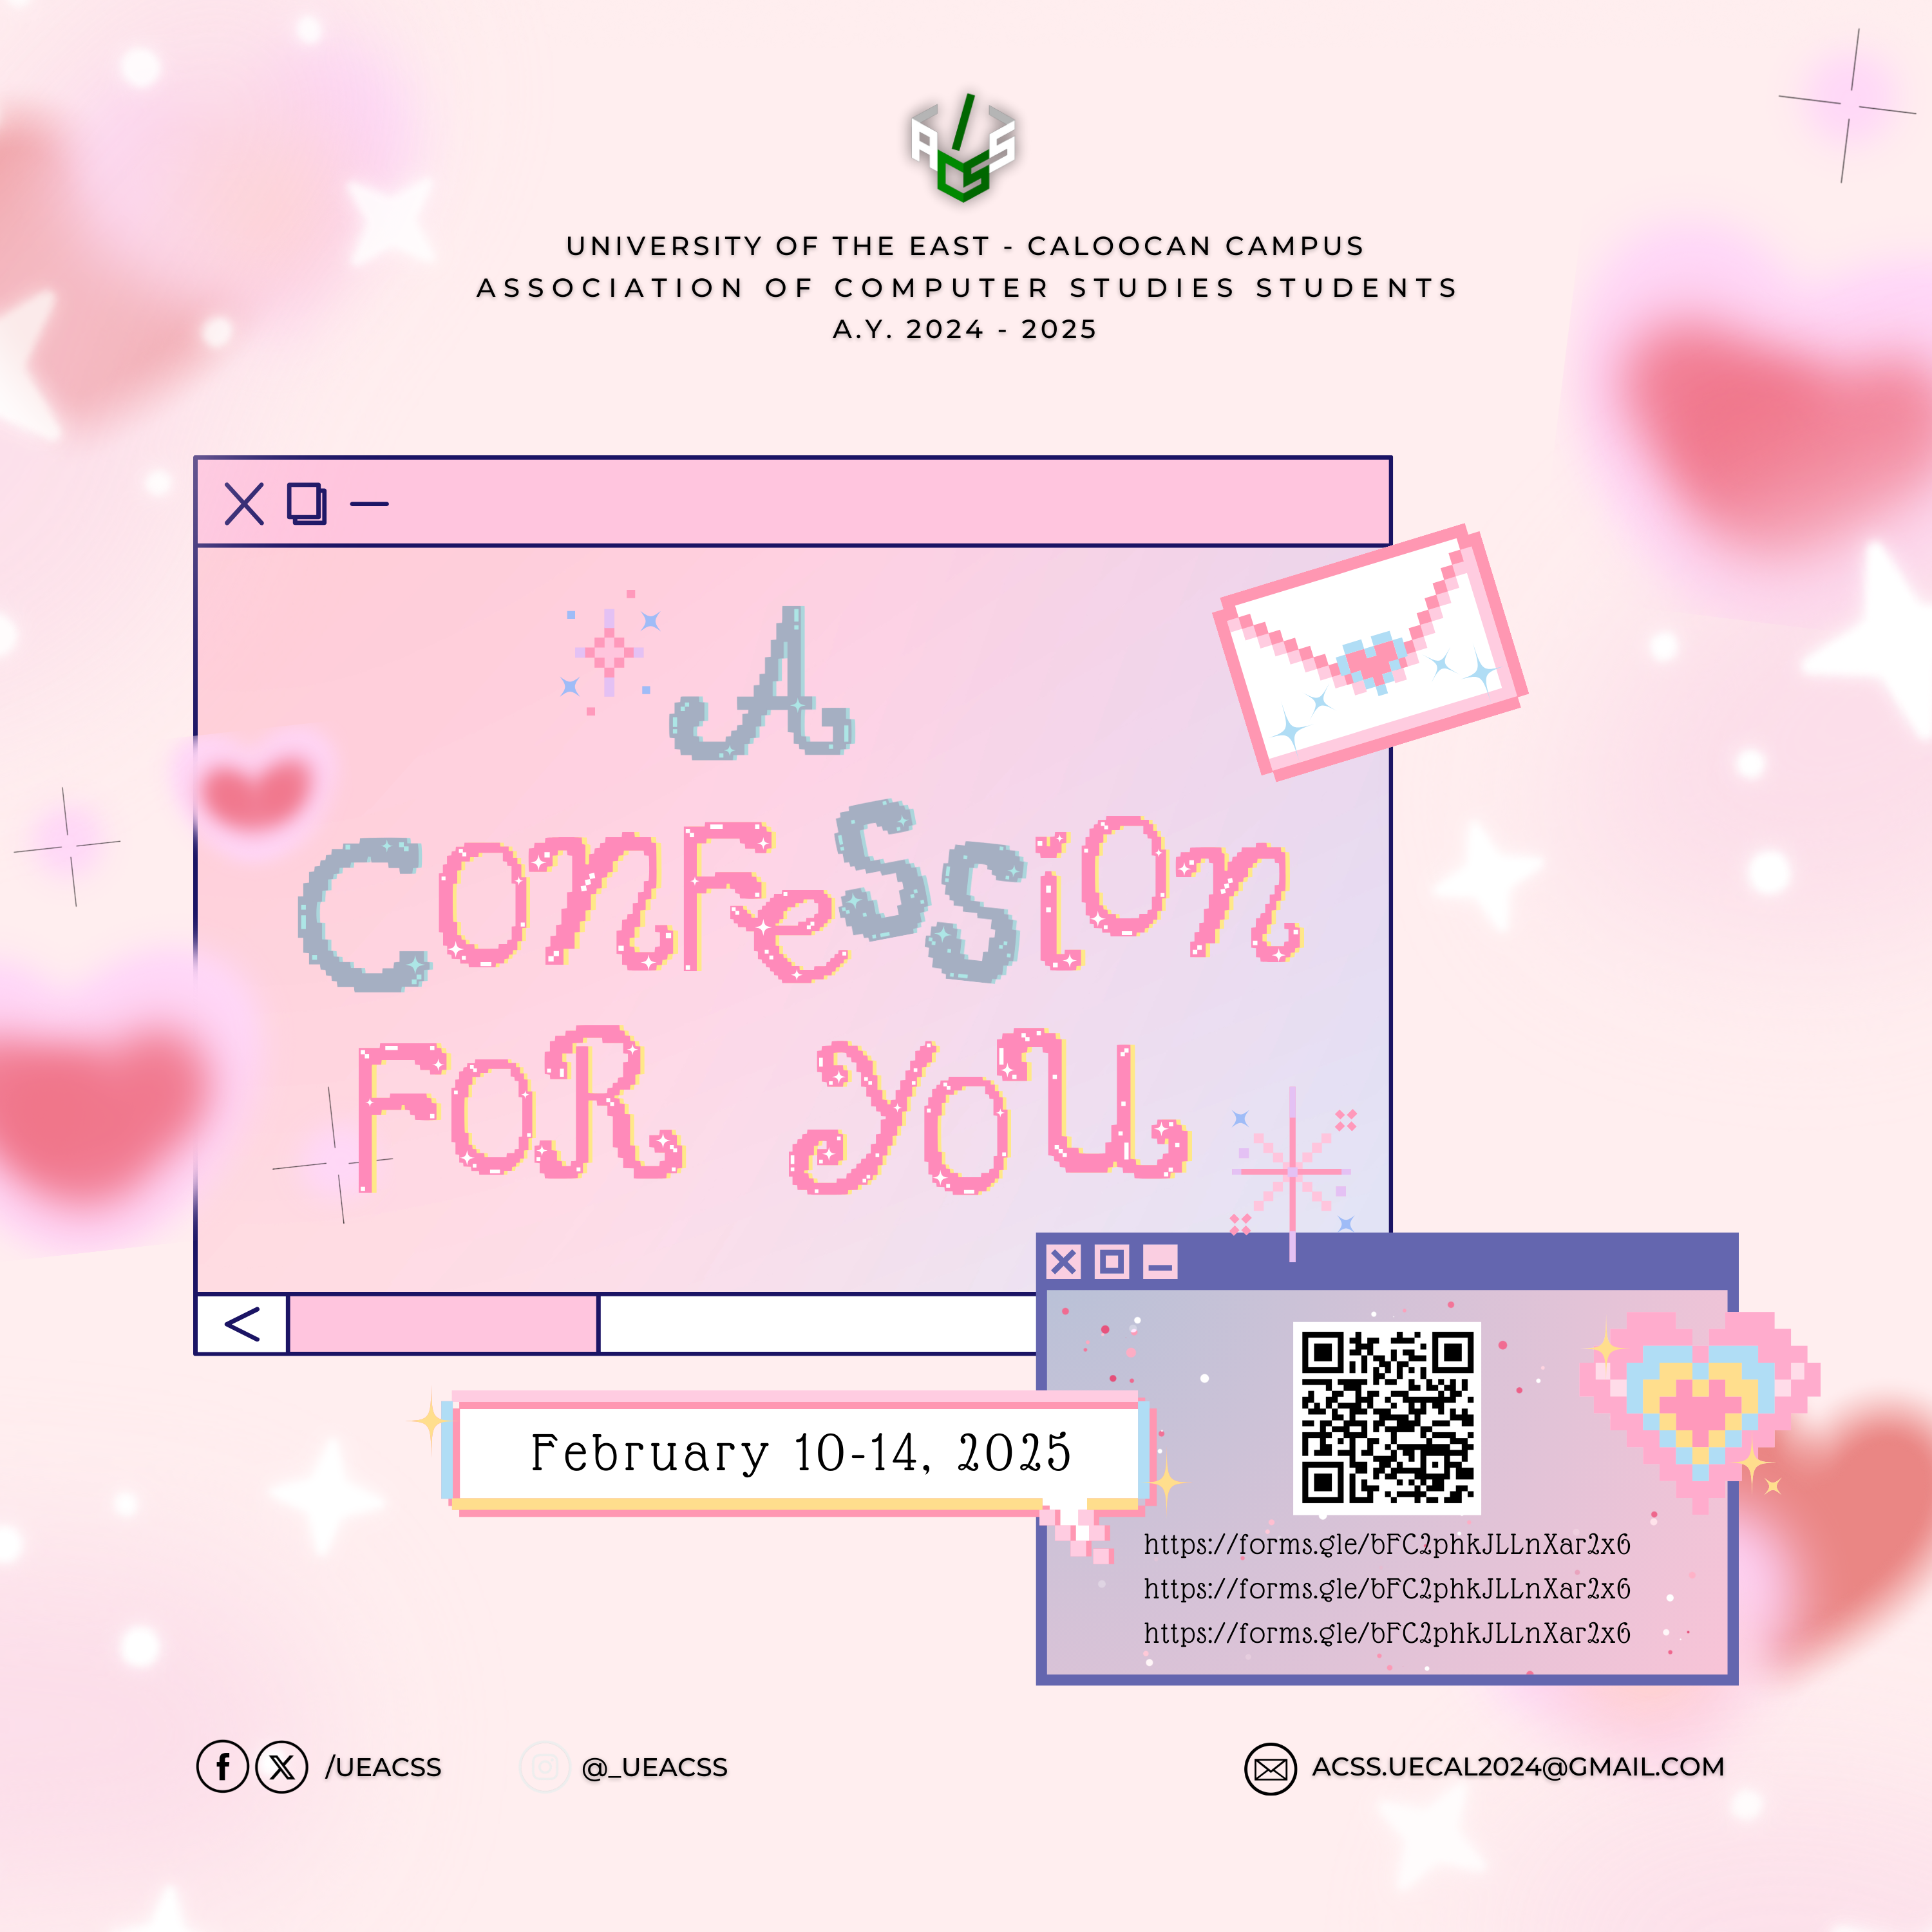 ACSS
UNIVERSITY OF THE EAST - CALOOCAN CAMPUS
ASSOCIATION OF COMPUTER STUDIES STUDENTS
A.Y. 2024 - 2025
A
CONFeSSiON
FOR YOU
February 10-14, 2025
https://forms.gle/bFC2phkJLLnXar2x6
https://forms.gle/bFC2phkJLLnXar2x6
https://forms.gle/bFC2phkJLLnXar2x6
/UEACSS
@_UEACSS
ACSS.UECAL2024@GMAIL.COM